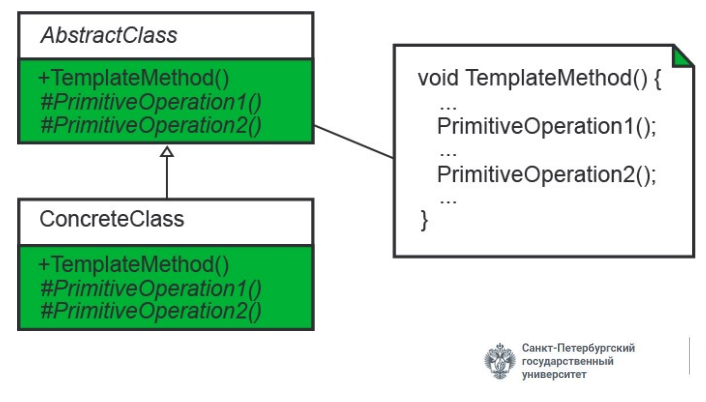 AbstractClass
+TemplateMethod()
#PrimitiveOperation1()
#PrimitiveOperation2()
void TemplateMethod() {
...
PrimitiveOperation1();
...
PrimitiveOperation2();
...
}
ConcreteClass
+TemplateMethod()
#PrimitiveOperation1()
#PrimitiveOperation2()
Санкт-Петербургский
государственный
университет